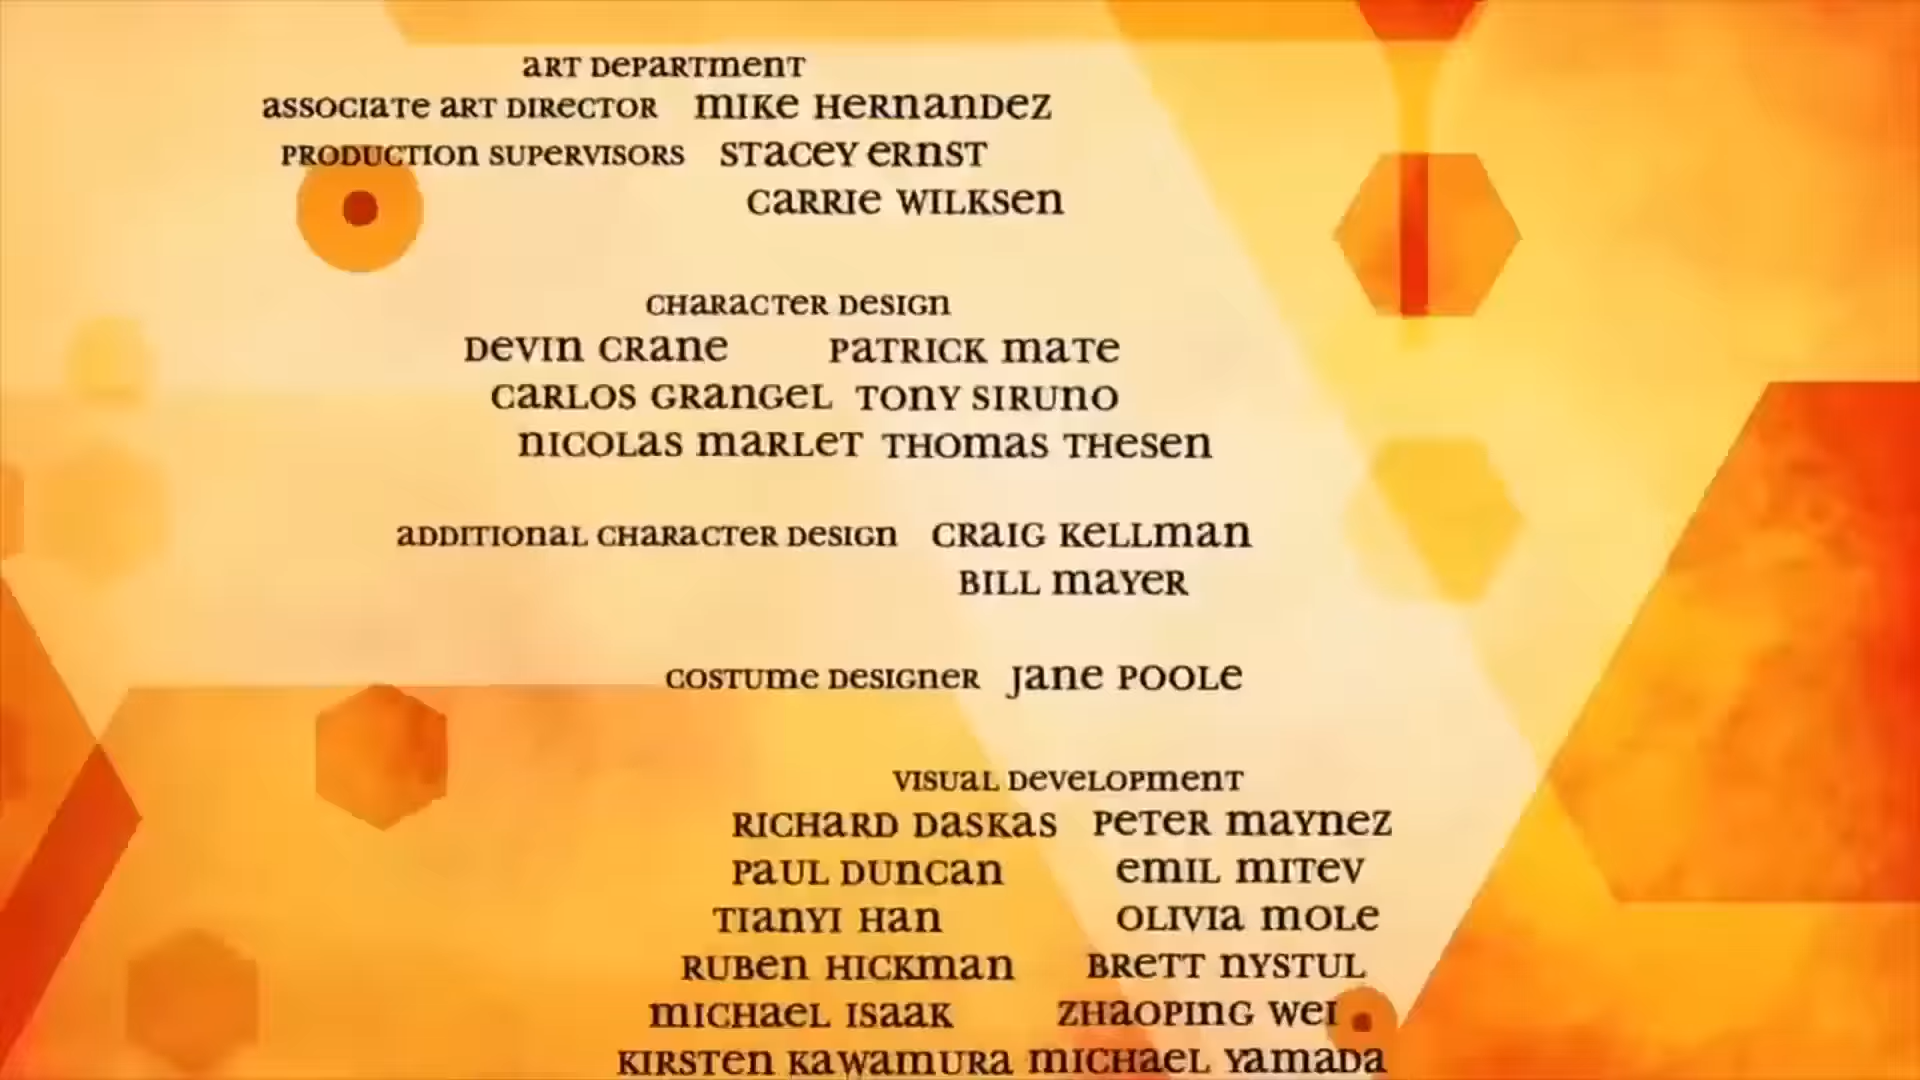 ART DEPARTMENT
ASSOCIATE ART DIRECTOR MIKE HERNANDEZ
PRODUCTION SUPERVISORS STACEY ERNST
CARRIE WILKSEN
CHARACTER DESIGN
DEVIN CRANE PATRICK MATE
CARLOS GRANGEL TONY SIRUNO
NICOLAS MARLET THOMAS THESEN
ADDITIONAL CHARACTER DESIGN CRAIG KELLMAN
BILL MAYER
COSTUME DESIGNER JANE POOLE
VISUAL DEVELOPMENT
RICHARD DASKAS PETER MAYNEZ
PAUL DUNCAN EMIL MITEV
TIANYI HAN OLIVIA MOLE
RUBEN HICKMAN BRETT NYSTUL
MICHAEL ISAAK ZHAOPING WEI
KIRSTEN KAWAMURA MICHAEL YAMADA